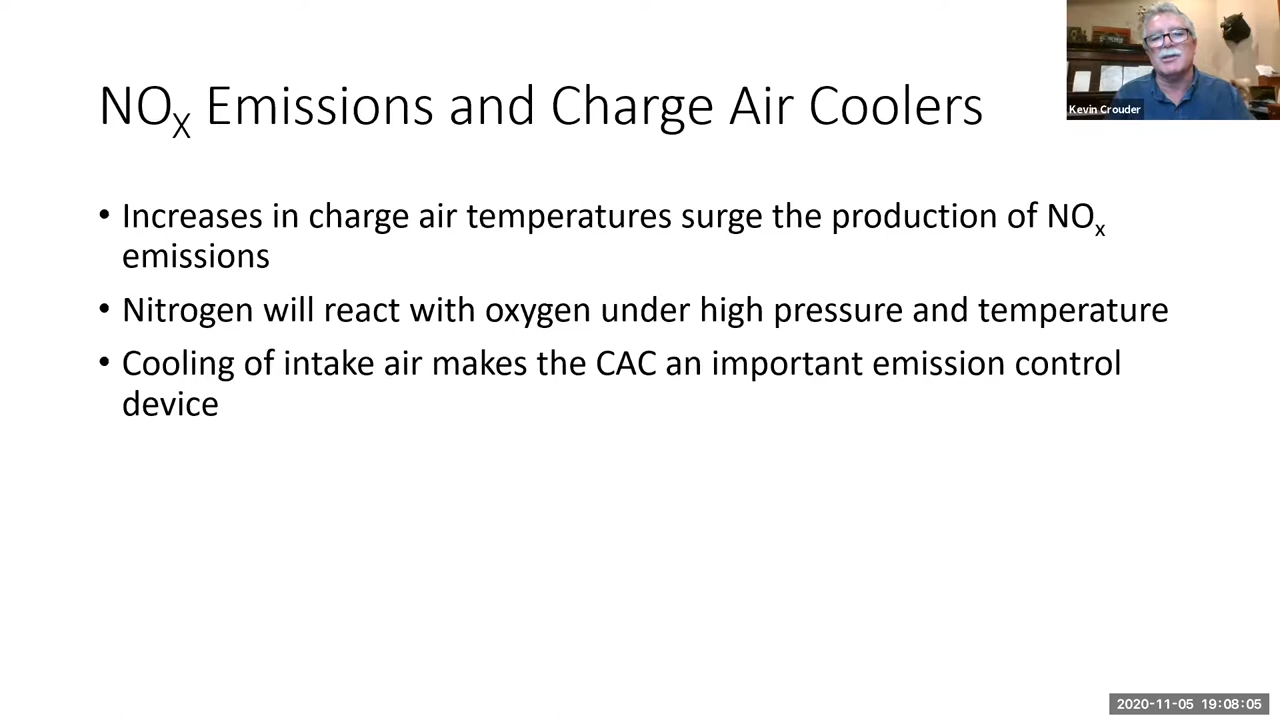 NOX Emissions and Charge Air Coolers
Kevin Crouder
• Increases in charge air temperatures surge the production of NOx
emissions
• Nitrogen will react with oxygen under high pressure and temperature
• Cooling of intake air makes the CAC an important emission control
device
2020-11-05 19:08:05